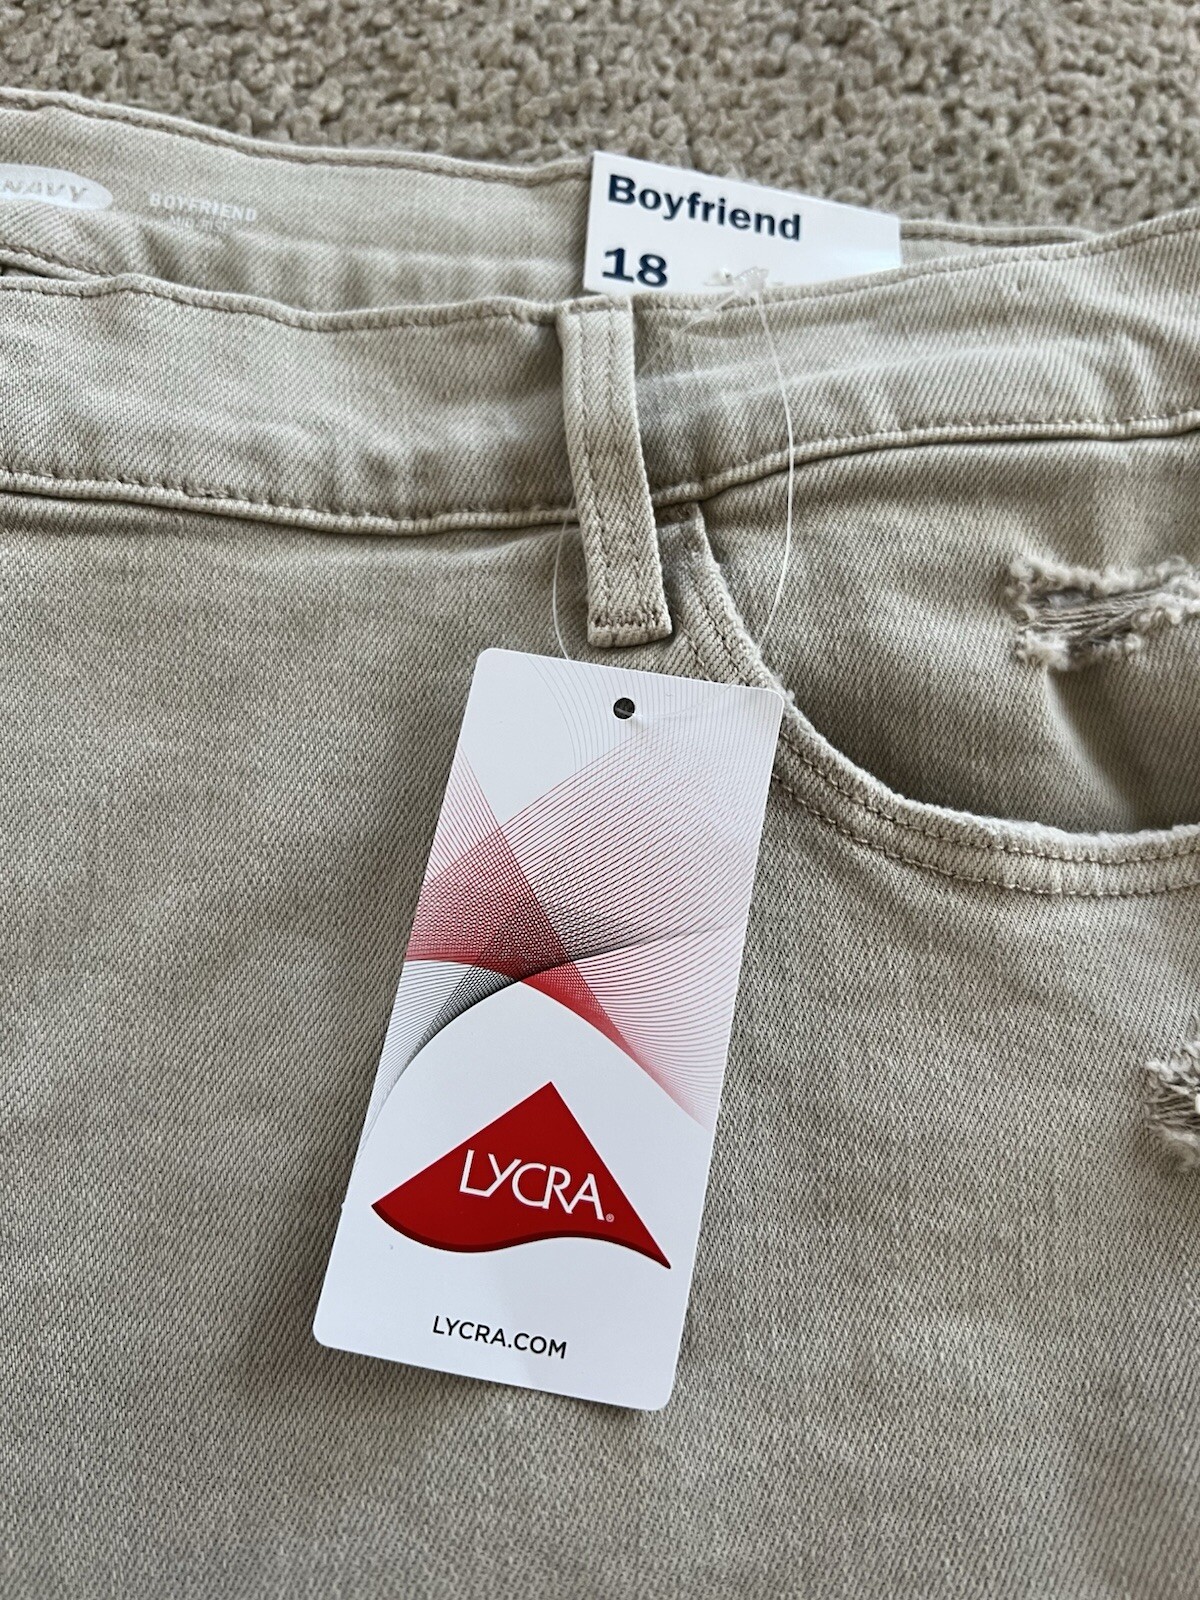 NAVY
BOYFRIEND
Boyfriend
18
LYCRA®
LYCRA.COM